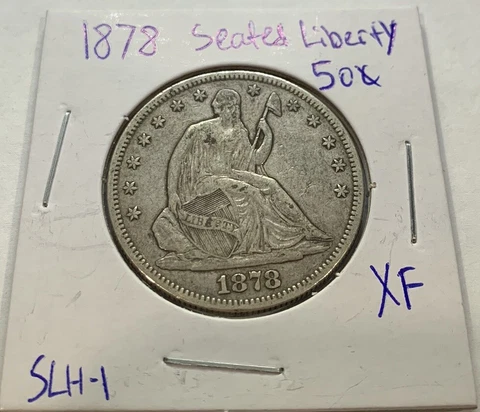 1878 Seated Liberty
50¢
LIBERTY
1878
XF
SLH-1